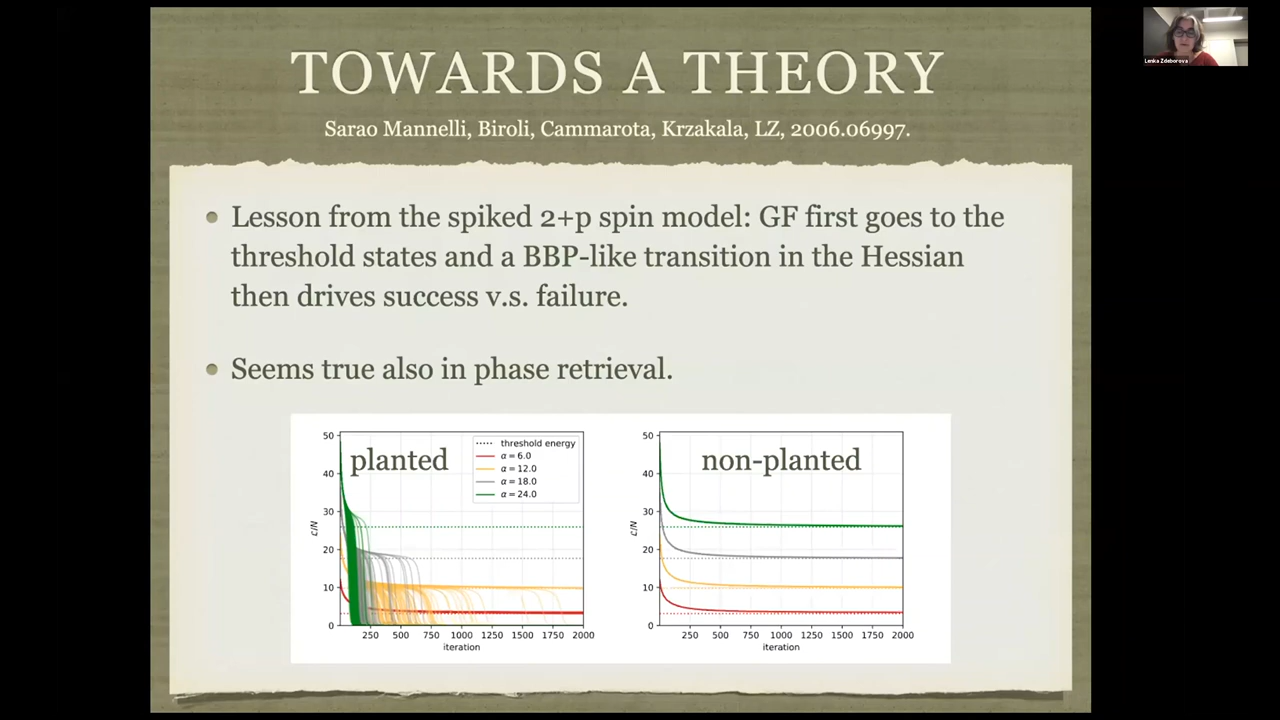 TOWARDS A THEORY
Sarao Mannelli, Biroli, Cammarota, Krzakala, LZ, 2006.06997.
Lenka Zdeborova
Lesson from the spiked 2+p spin model: GF first goes to the
threshold states and a BBP-like transition in the Hessian
then drives success v.s. failure.
Seems true also in phase retrieval.
planted
threshold energy
α = 6.0
α = 12.0
α = 18.0
α = 24.0
50
40
30
20
10
0
ℒ/N
250 500 750 1000 1250 1500 1750 2000
iteration
non-planted
50
40
30
20
10
0
ℒ/N
250 500 750 1000 1250 1500 1750 2000
iteration